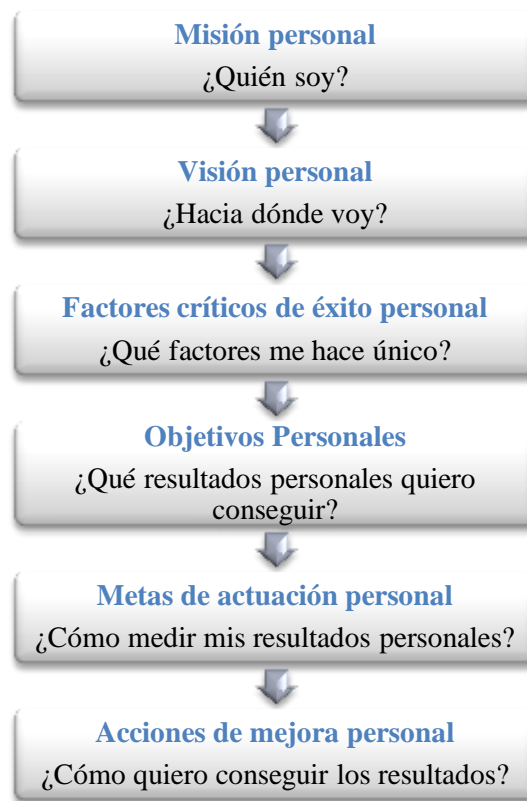 Misión personal
¿Quién soy?
Visión personal
¿Hacia dónde voy?
Factores críticos de éxito personal
¿Qué factores me hace único?
Objetivos Personales
¿Qué resultados personales quiero
conseguir?
Metas de actuación personal
¿Cómo medir mis resultados personales?
Acciones de mejora personal
¿Cómo quiero conseguir los resultados?